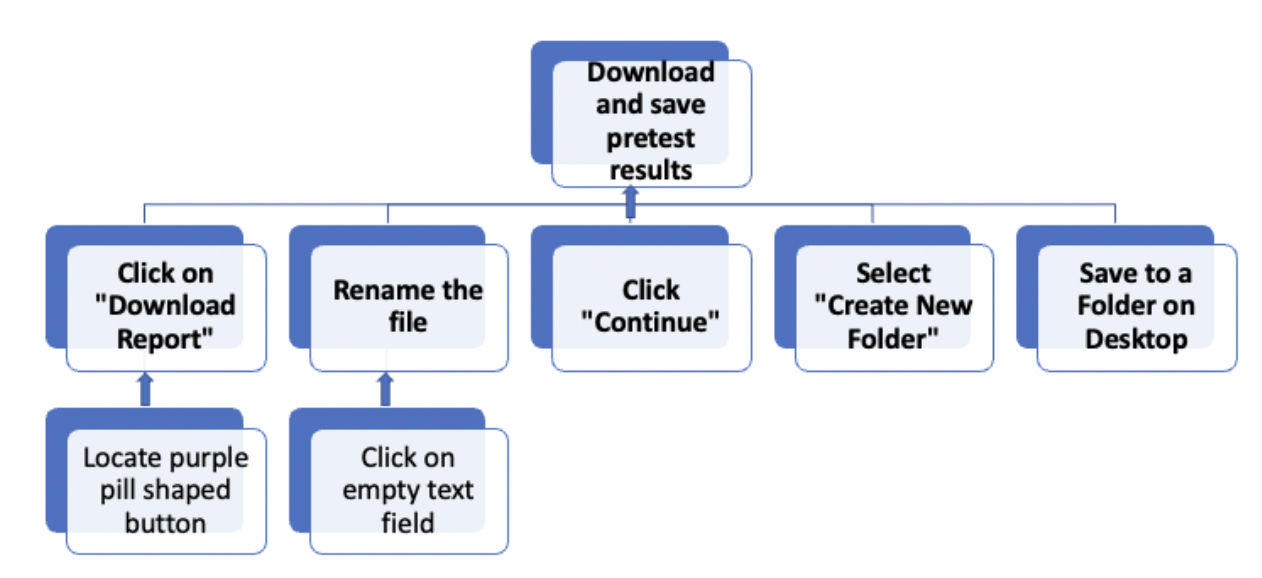 Download
and save
pretest
results
Click on
"Download
Report"
Rename the
file
Click
"Continue"
Select
"Create New
Folder"
Save to a
Folder on
Desktop
Locate purple
pill shaped
button
Click on
empty text
field